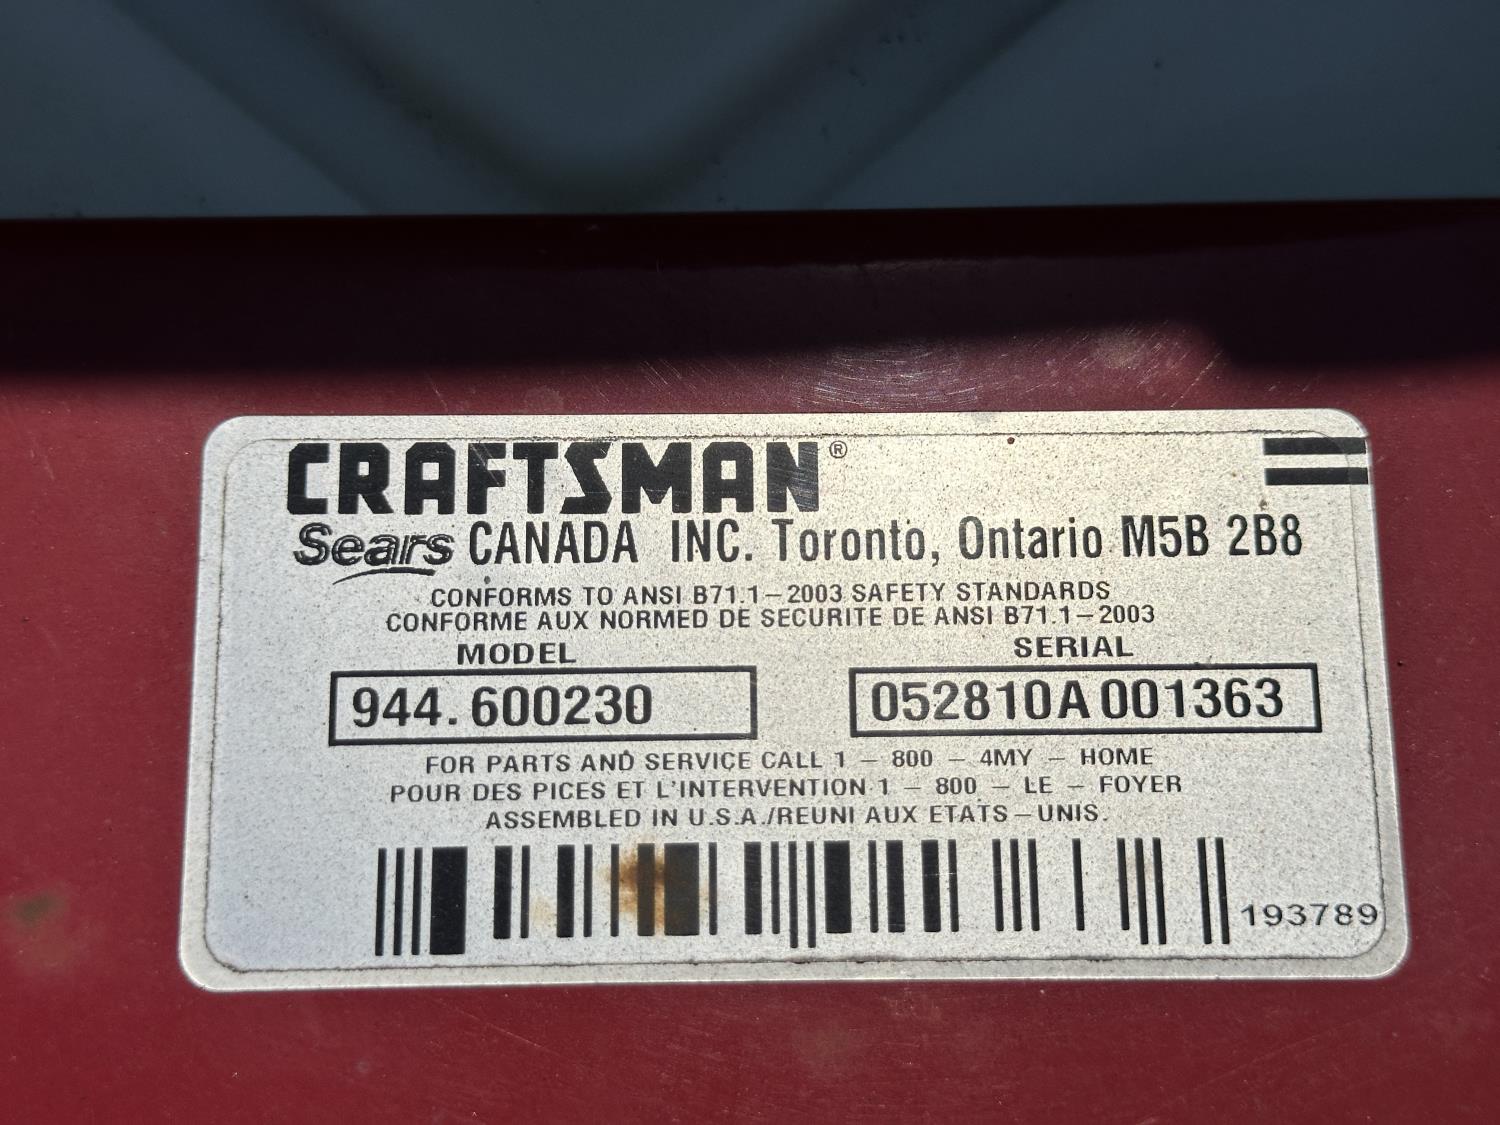 CRAFTSMAN®
Sears CANADA INC. Toronto, Ontario M5B 2B8
CONFORMS TO ANSI B71.1–2003 SAFETY STANDARDS
CONFORME AUX NORMED DE SECURITE DE ANSI B71.1–2003
MODEL SERIAL
944.600230 052810A 001363
FOR PARTS AND SERVICE CALL 1 – 800 – 4MY – HOME
POUR DES PICES ET L'INTERVENTION 1 – 800 – LE – FOYER
ASSEMBLED IN U.S.A./REUNI AUX ETATS–UNIS.
193789